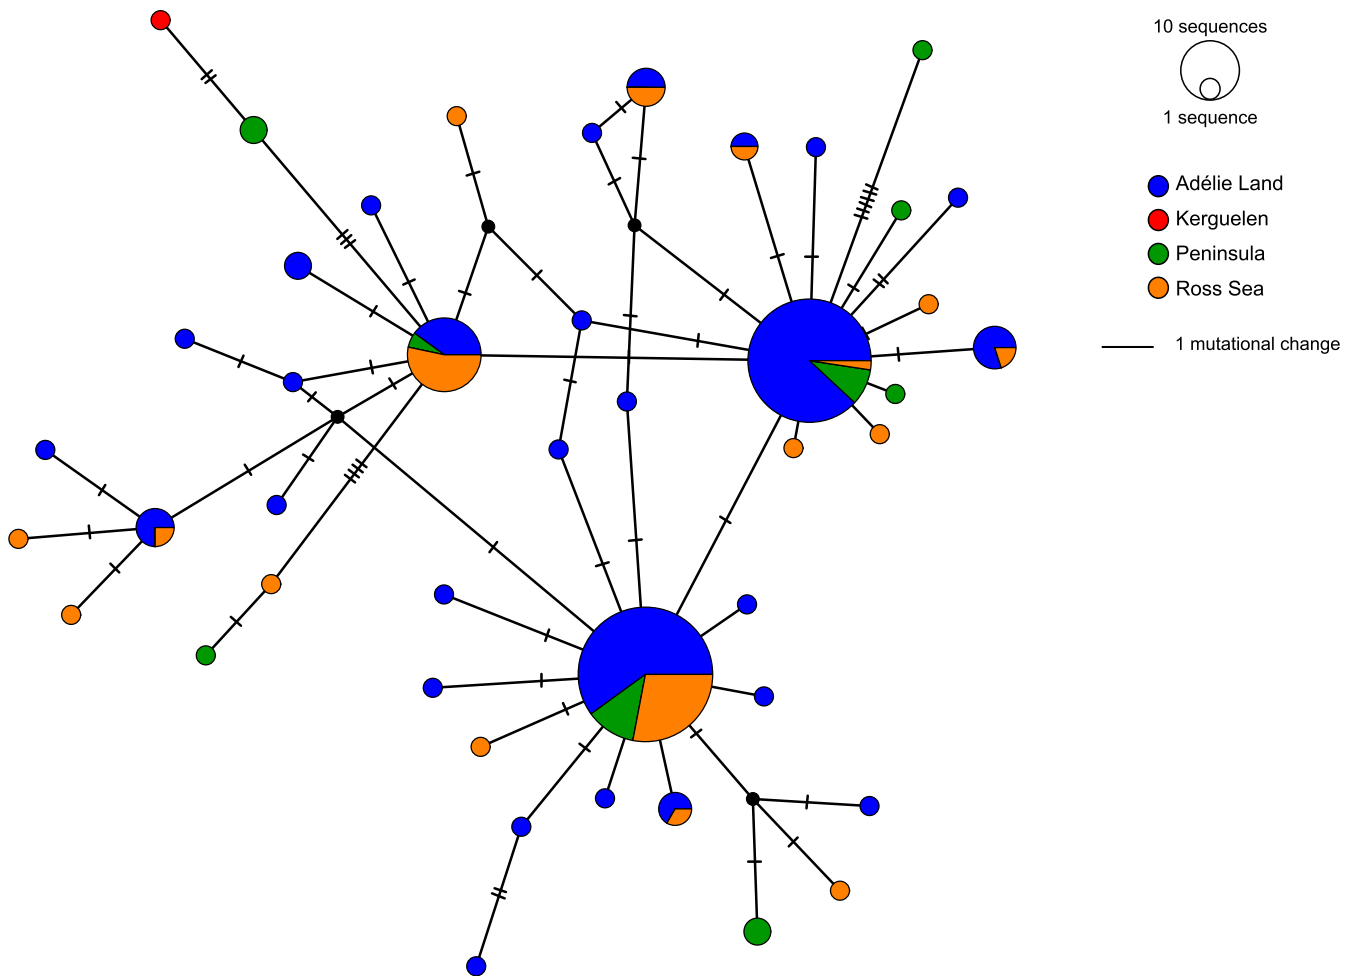 10 sequences
1 sequence
Adélie Land
Kerguelen
Peninsula
Ross Sea
1 mutational change